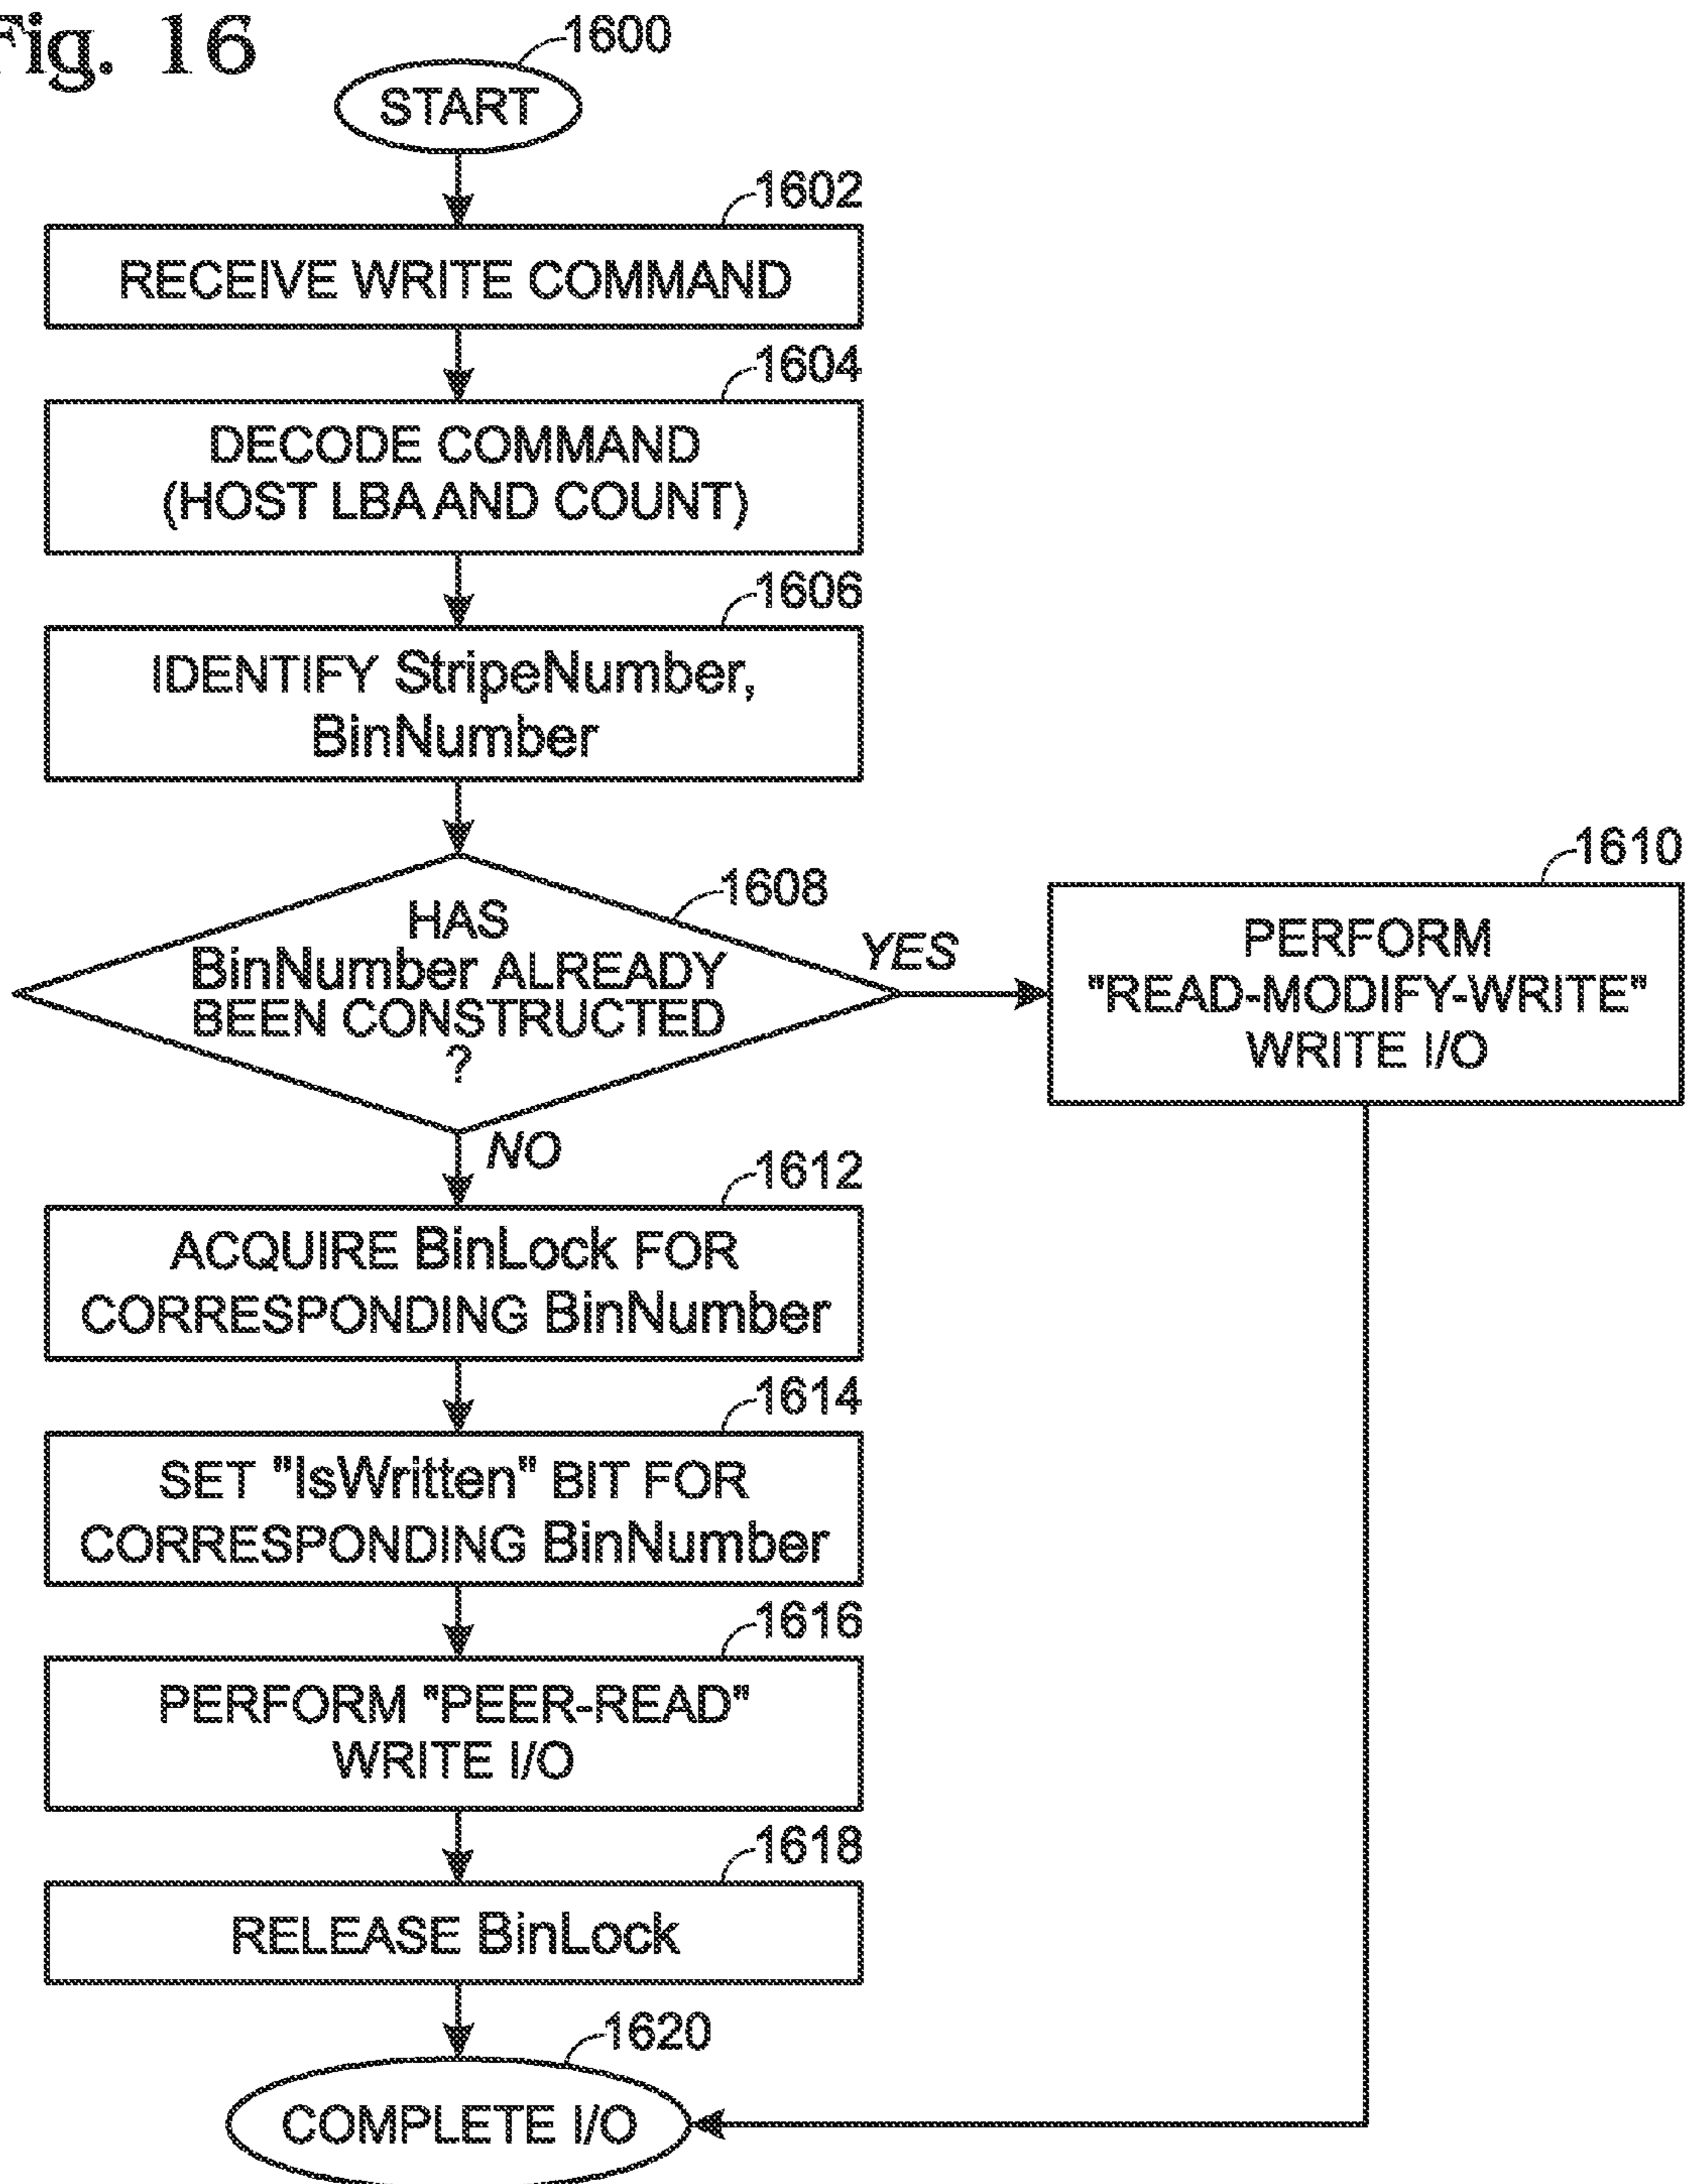 Fig. 16
1600
START
1602
RECEIVE WRITE COMMAND
1604
DECODE COMMAND
(HOST LBA AND COUNT)
1606
IDENTIFY StripeNumber,
BinNumber
1608
HAS
BinNumber ALREADY
BEEN CONSTRUCTED
?
YES
1610
PERFORM
"READ-MODIFY-WRITE"
WRITE I/O
NO
1612
ACQUIRE BinLock FOR
CORRESPONDING BinNumber
1614
SET "IsWritten" BIT FOR
CORRESPONDING BinNumber
1616
PERFORM "PEER-READ"
WRITE I/O
1618
RELEASE BinLock
1620
COMPLETE I/O